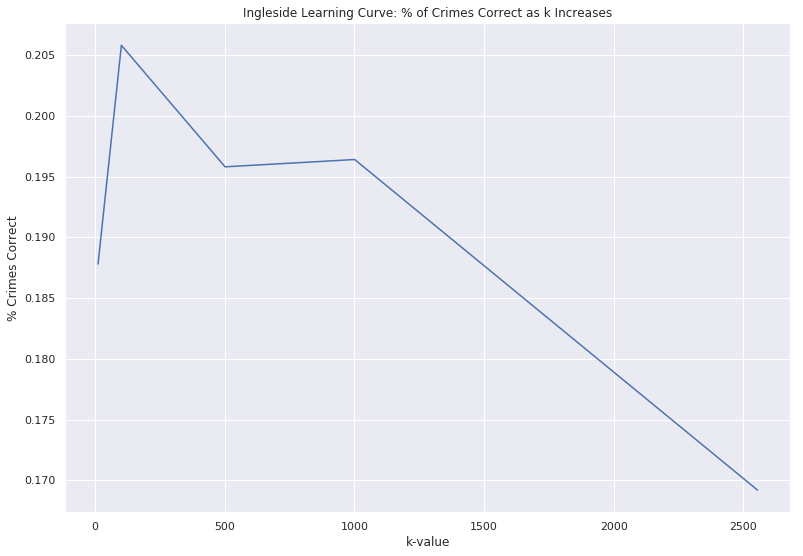 Ingleside Learning Curve: % of Crimes Correct as k Increases
0.205
0.200
0.195
0.190
0.185
0.180
0.175
0.170
% Crimes Correct
0 500 1000 1500 2000 2500
k-value